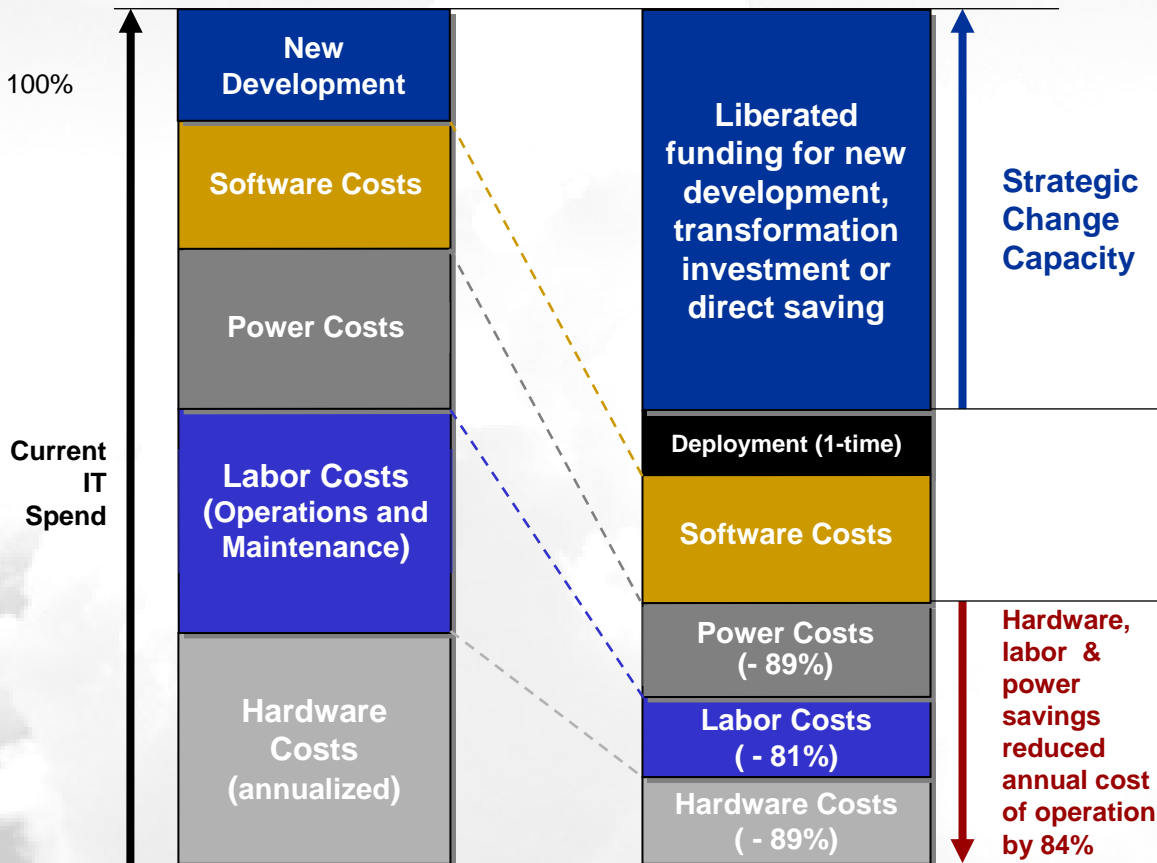 100%
Current
IT
Spend
New
Development
Software Costs
Power Costs
Labor Costs
(Operations and
Maintenance)
Hardware
Costs
(annualized)
Liberated
funding for new
development,
transformation
investment or
direct saving
Deployment (1-time)
Software Costs
Power Costs
(- 89%)
Labor Costs
( - 81%)
Hardware Costs
( - 89%)
Strategic
Change
Capacity
Hardware,
labor &
power
savings
reduced
annual cost
of operation
by 84%